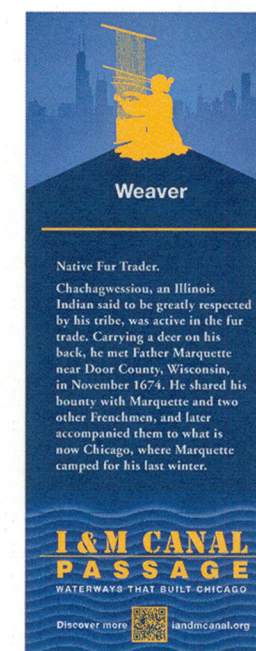 Weaver
Native Fur Trader.
Chachagwessiou, an Illinois
Indian said to be greatly respected
by his tribe, was active in the fur
trade. Carrying a deer on his
back, he met Father Marquette
near Door County, Wisconsin,
in November 1674. He shared his
bounty with Marquette and two
other Frenchmen, and later
accompanied them to what is
now Chicago, where Marquette
camped for his last winter.
I & M CANAL
PASSAGE
WATERWAYS THAT BUILT CHICAGO
Discover more iandmcanal.org